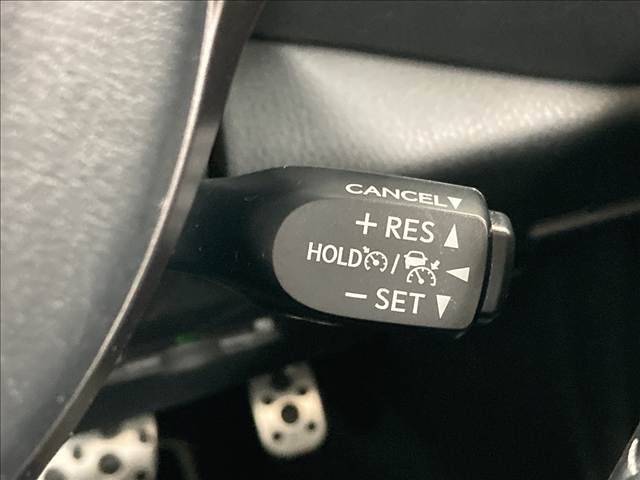 CANCEL▼
+ RES ▲
HOLD / ◀
− SET ▼